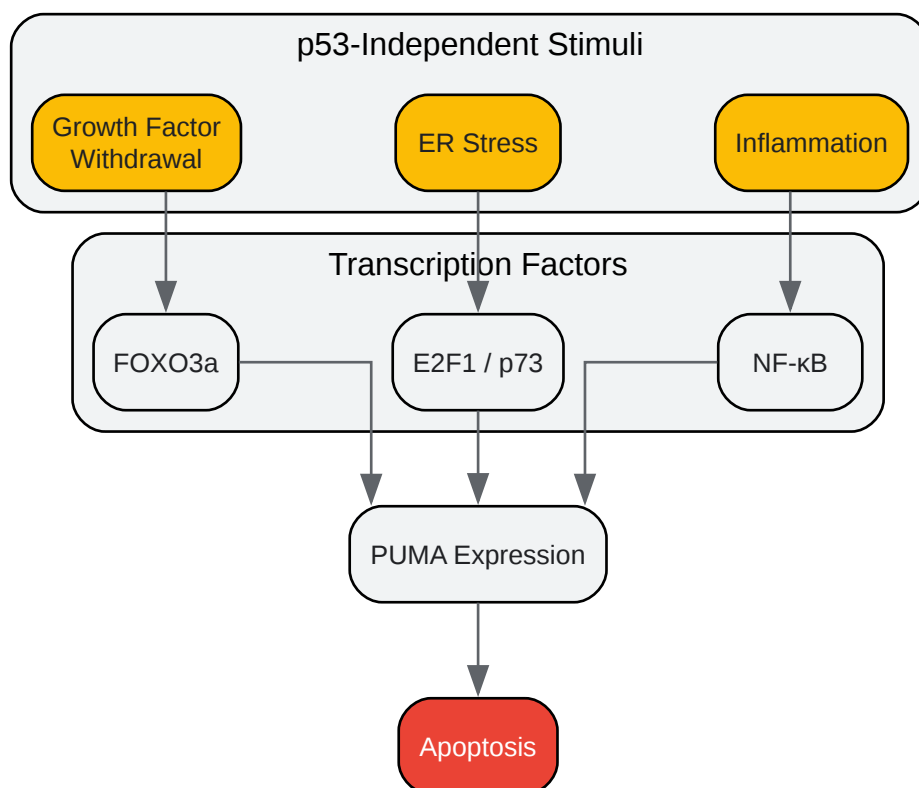 p53-Independent Stimuli
Growth Factor
Withdrawal
ER Stress
Inflammation
Transcription Factors
FOXO3a
E2F1 / p73
NF-κB
PUMA Expression
Apoptosis